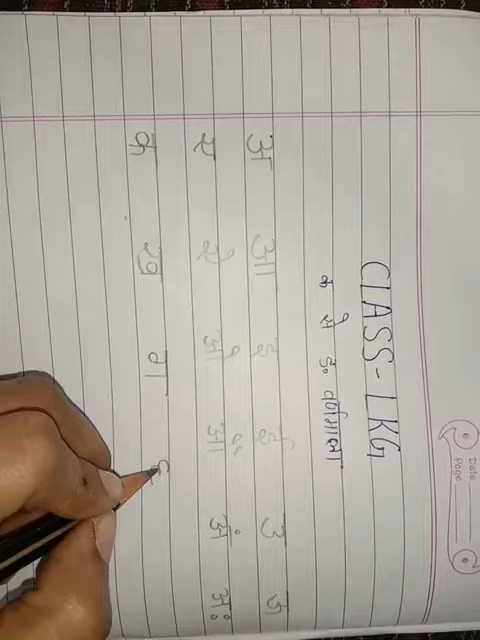 Date
Page
CLASS-LKG
क से ड़॰ वर्णमाला
अ आ इ ई उ ऊ
ए ऐ ओ औ अं अः
क ख ग